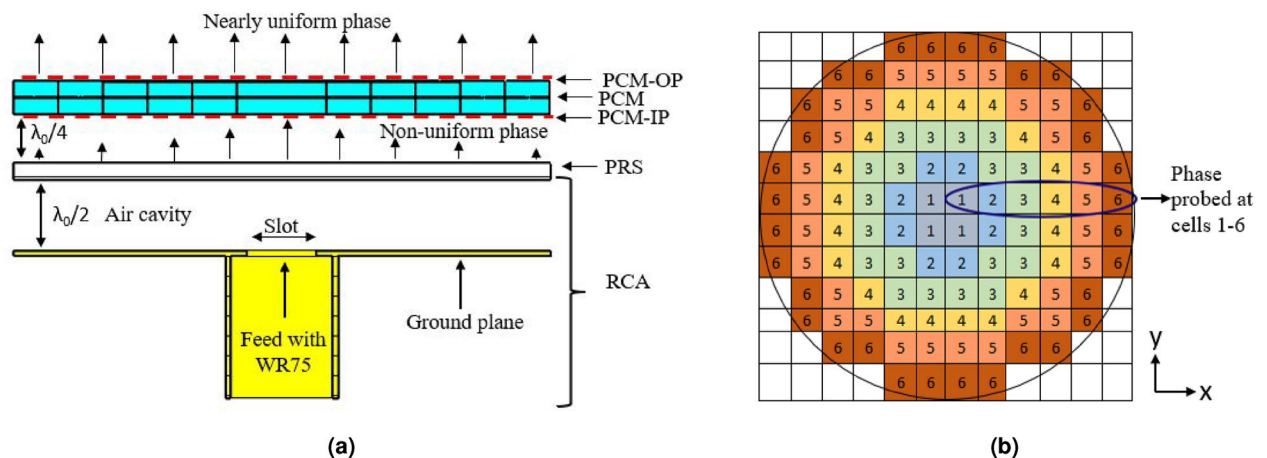 Nearly uniform phase
PCM-OP
PCM
PCM-IP
λ₀/4
Non-uniform phase
PRS
λ₀/2 Air cavity
Slot
RCA
Ground plane
Feed with
WR75
(a)
6 6 6 6
6 6 5 5 5 5 6 6
6 5 5 4 4 4 4 5 5 6
6 5 4 3 3 3 3 4 5 6
6 5 4 3 3 2 2 3 3 4 5 6
6 5 4 3 2 1 1 2 3 4 5 6
6 5 4 3 2 1 1 2 3 4 5 6
6 5 4 3 3 2 2 3 3 4 5 6
6 5 4 3 3 3 3 4 5 6
6 5 5 4 4 4 4 5 5 6
6 6 5 5 5 5 6 6
6 6 6 6
Phase
probed at
cells 1-6
y
x
(b)